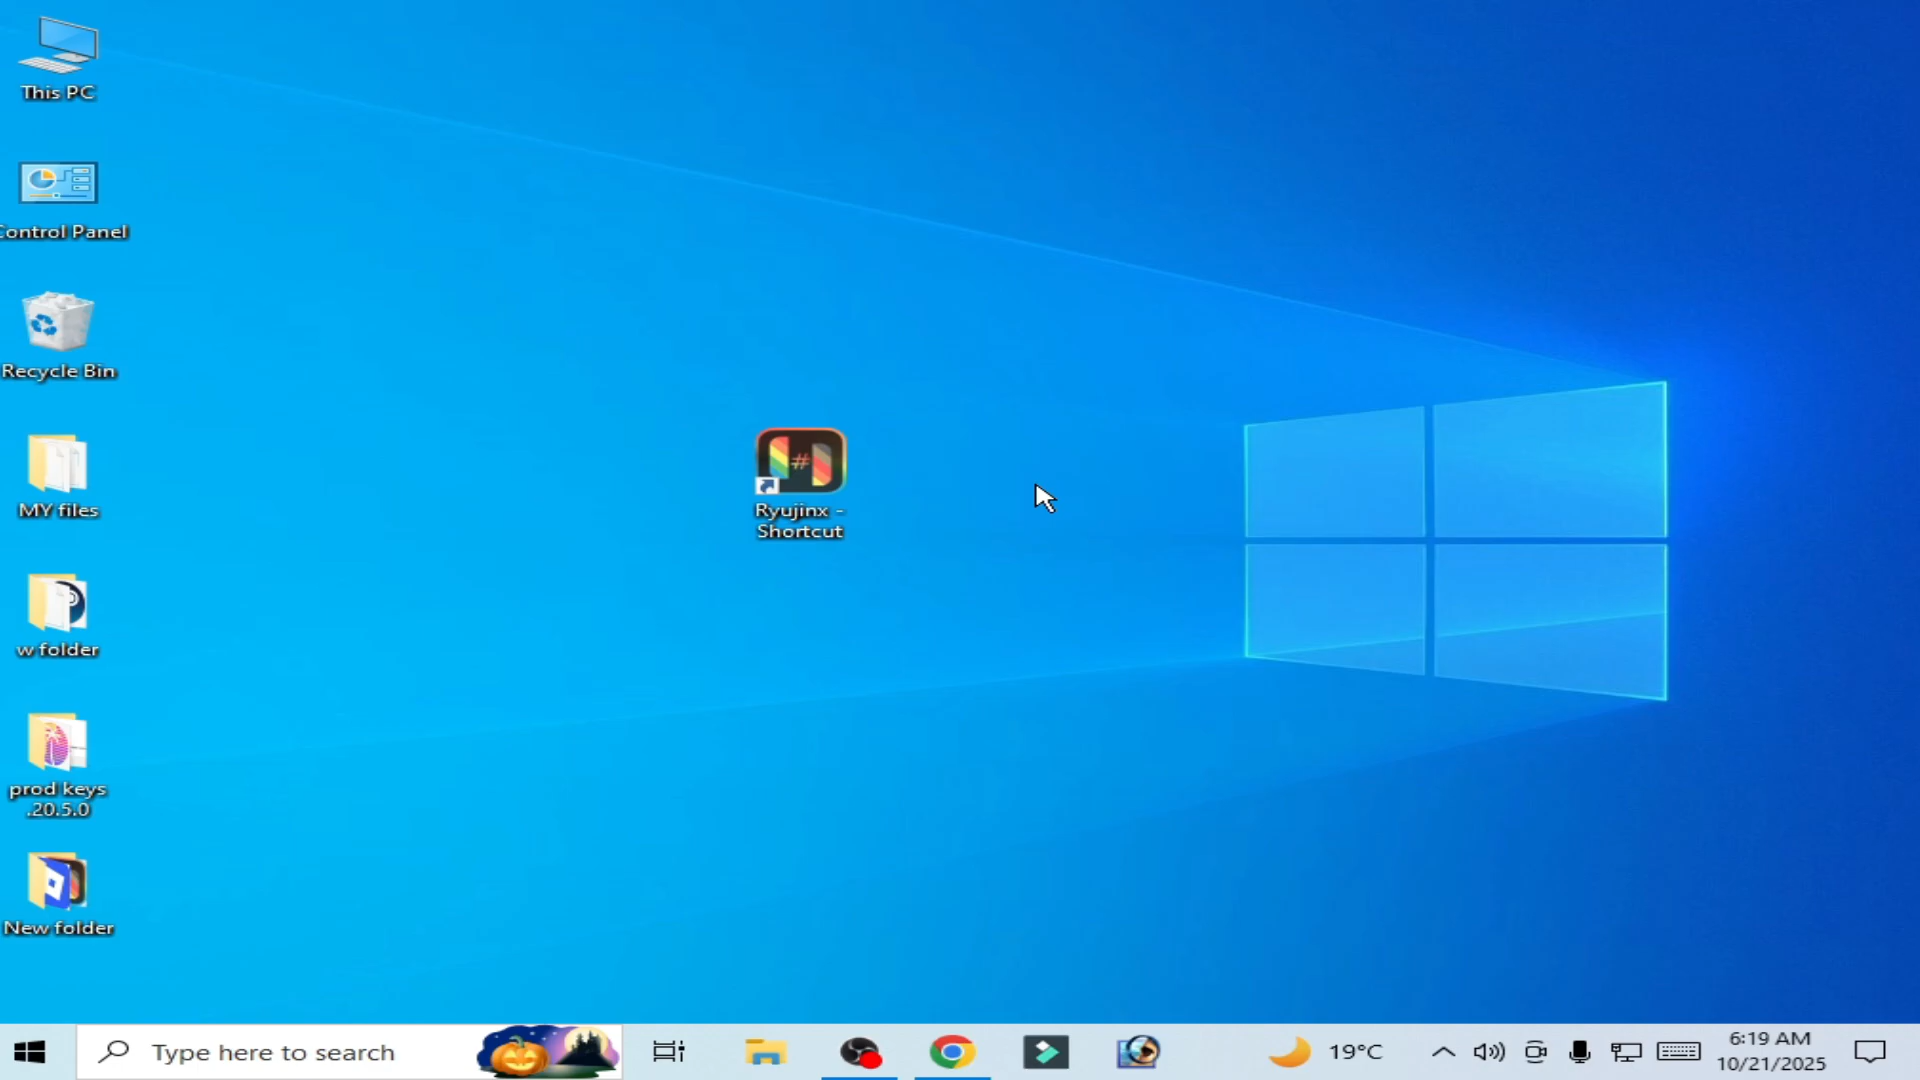 This PC
Control Panel
Recycle Bin
MY files
w folder
prod keys
.20.5.0
New folder
#
Ryujinx -
Shortcut
Type here to search
19°C
6:19 AM
10/21/2025